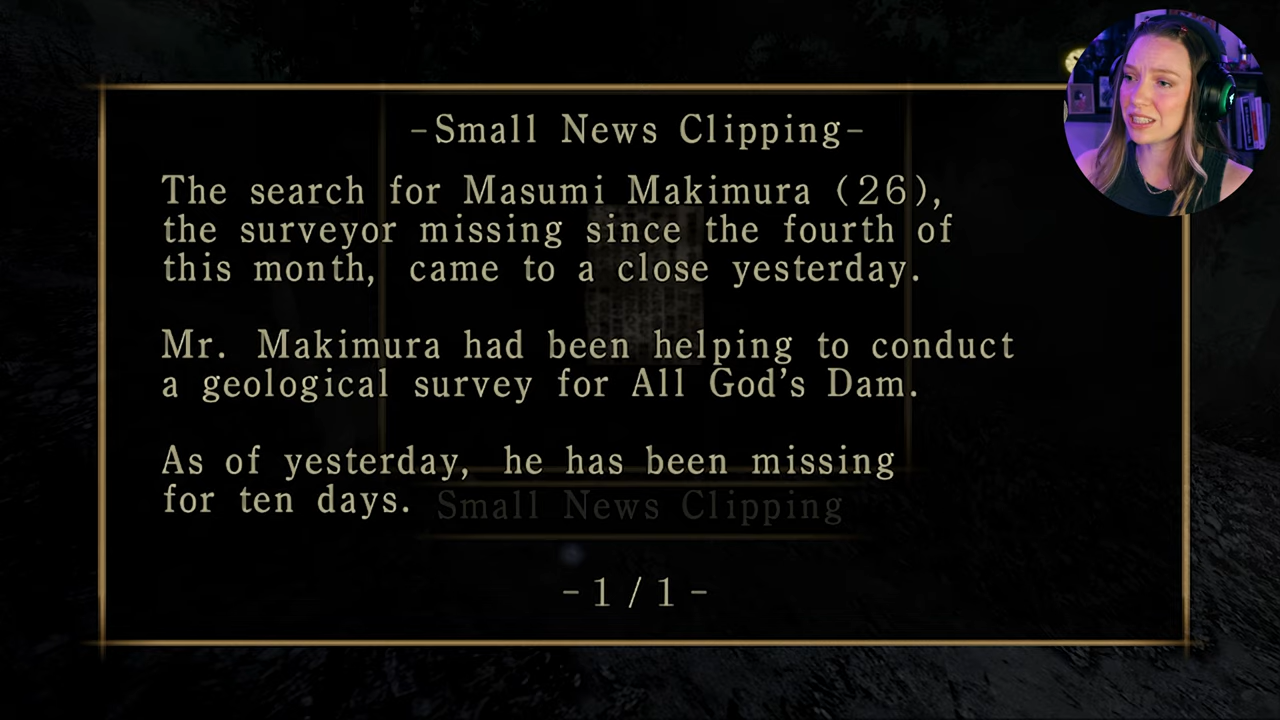 -Small News Clipping-
The search for Masumi Makimura (26),
the surveyor missing since the fourth of
this month, came to a close yesterday.
Mr. Makimura had been helping to conduct
a geological survey for All God's Dam.
As of yesterday, he has been missing
for ten days.
Small News Clipping
-1/1-